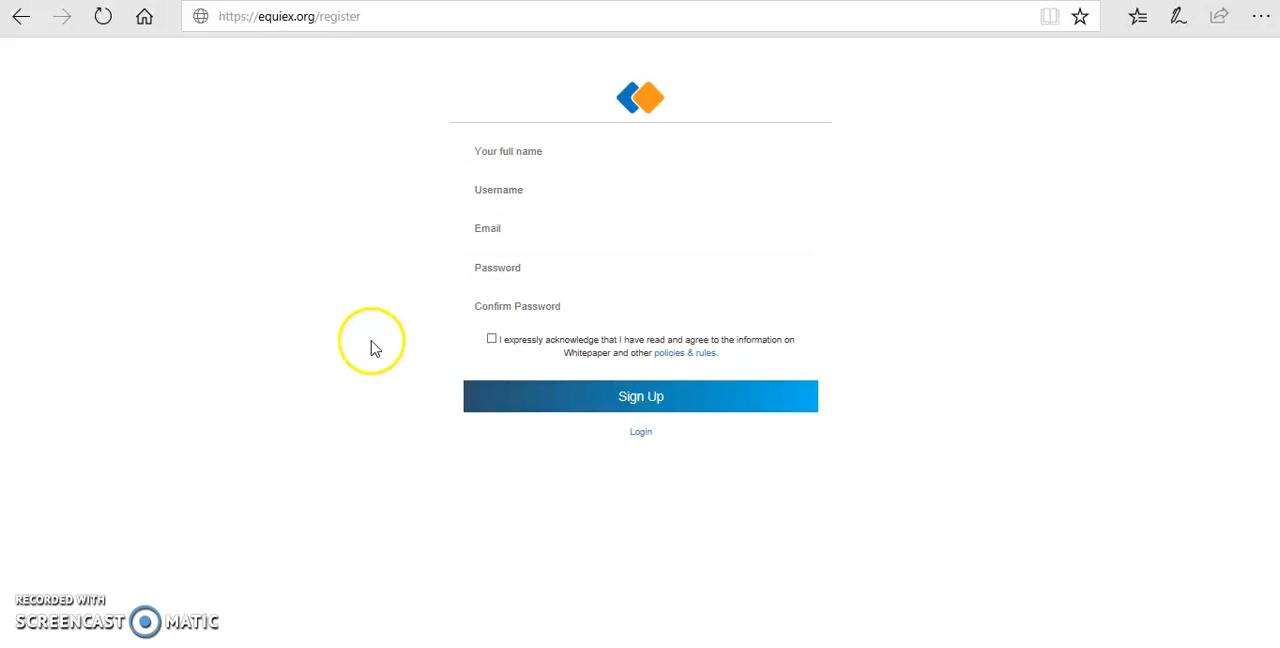 https://equiex.org/register
Your full name
Username
Email
Password
Confirm Password
I expressly acknowledge that I have read and agree to the information on
Whitepaper and other policies & rules.
Sign Up
Login
RECORDED WITH
SCREENCAST MATIC